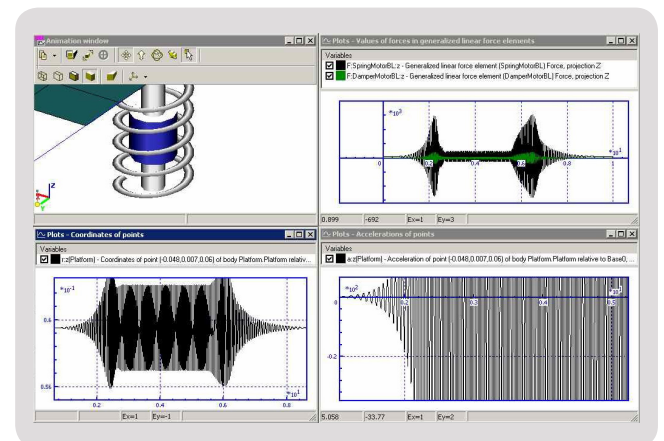 Animation window
Z
Plots - Values of forces in generalized linear force elements
Variables
F:SpringMotorBL:z - Generalized linear force element (SpringMotorBL) Force, projection Z
F:DamperMotorBL:z - Generalized linear force element (DamperMotorBL) Force, projection Z
*10³
0 0.2 0.4 0.6 0.8 1 *10¹
0.899 -692 Ex=1 Ey=3
Plots - Coordinates of points
Variables
r:z(Platform) - Coordinates of point (-0.048,0.007,0.06) of body Platform.Platform relative...
*10⁻¹
0.6
0.56
0.2 0.4 0.6 0.8
*10¹
Ex=1 Ey=-1
Plots - Accelerations of points
Variables
a:z(Platform) - Acceleration of point (-0.048,0.007,0.06) of body Platform.Platform relative to Base0, ...
*10²
0 0.2 0.3 0.4 0.5
-0.2
5.058 -33.77 Ex=1 Ey=2